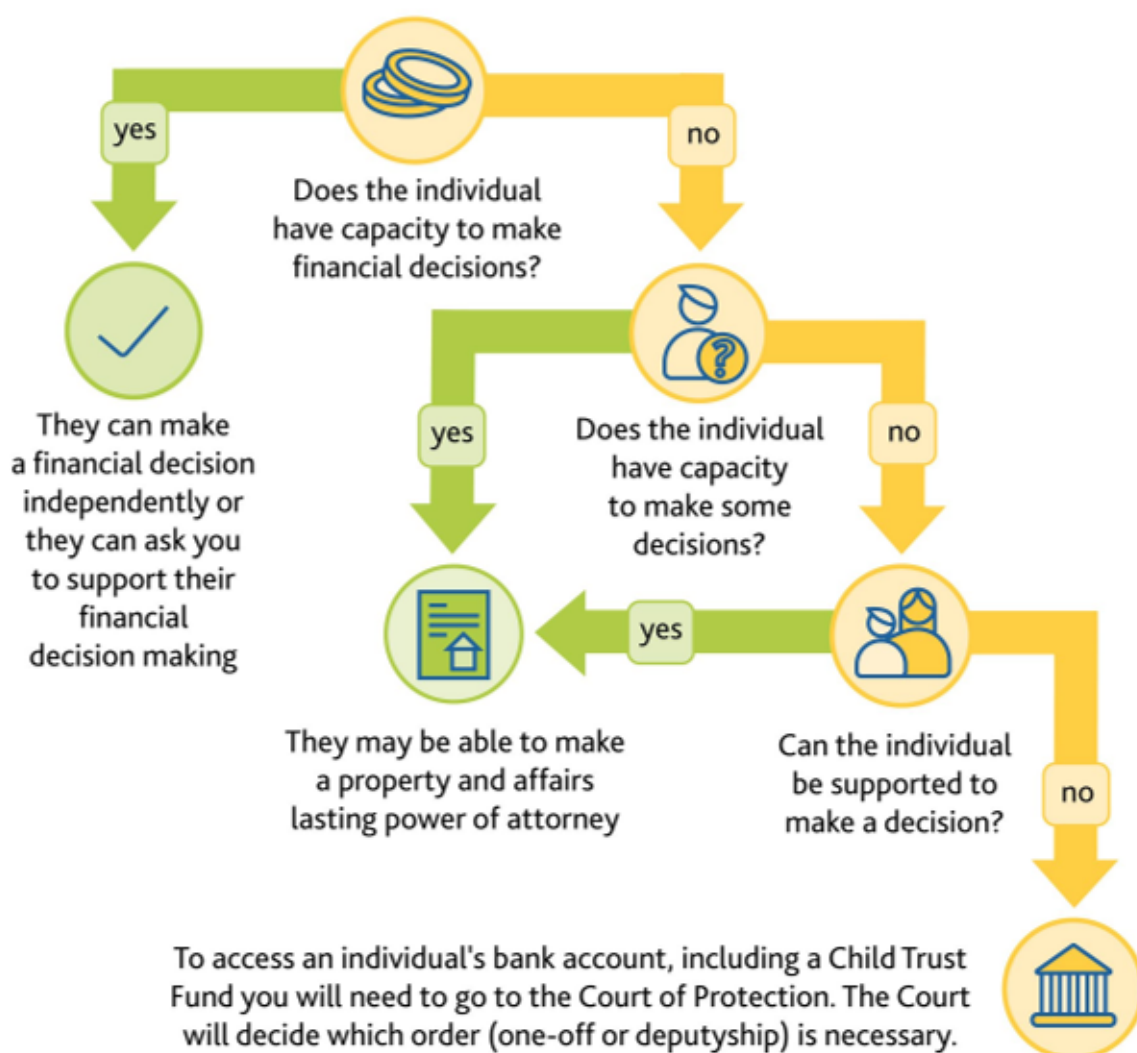 yes
no
Does the individual
have capacity to make
financial decisions?
They can make
a financial decision
independently or
they can ask you
to support their
financial
decision making
yes
Does the individual
have capacity
to make some
decisions?
no
yes
They may be able to make
a property and affairs
lasting power of attorney
Can the individual
be supported to
make a decision?
no
To access an individual's bank account, including a Child Trust
Fund you will need to go to the Court of Protection. The Court
will decide which order (one-off or deputyship) is necessary.